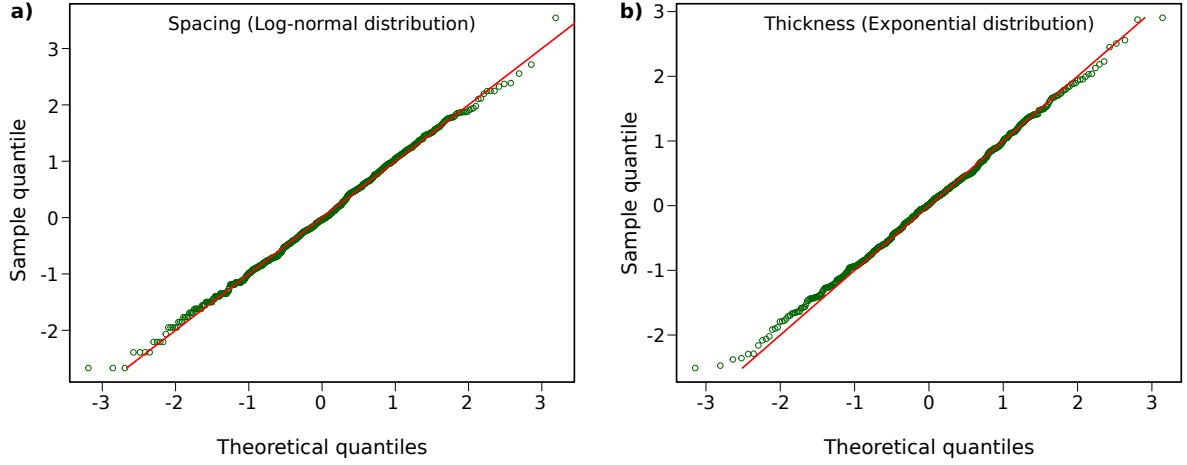 a)
Spacing (Log-normal distribution)
3
2
1
0
-1
-2
Sample quantile
-3 -2 -1 0 1 2 3
Theoretical quantiles
b)
Thickness (Exponential distribution)
3
2
1
0
-1
-2
Sample quantile
-3 -2 -1 0 1 2 3
Theoretical quantiles